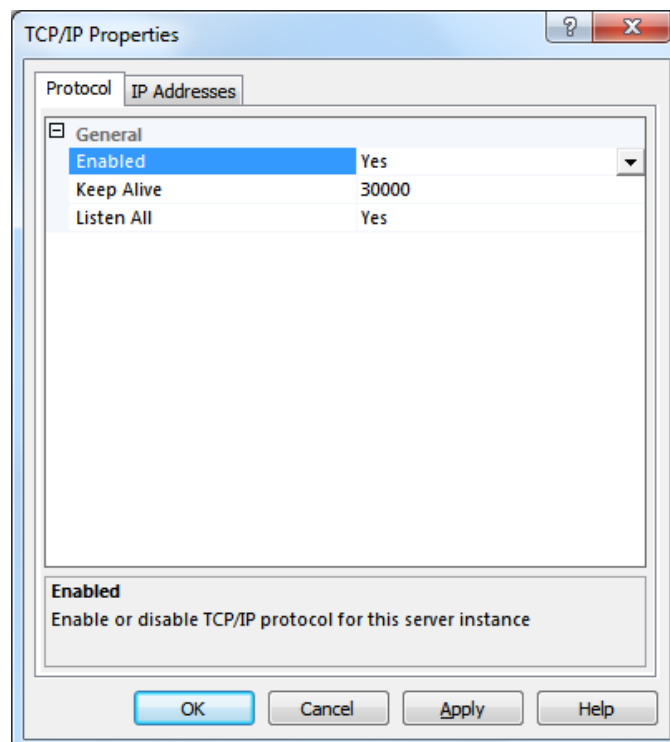 TCP/IP Properties
Protocol IP Addresses
General
Enabled Yes
Keep Alive 30000
Listen All Yes
Enabled
Enable or disable TCP/IP protocol for this server instance
OK Cancel Apply Help